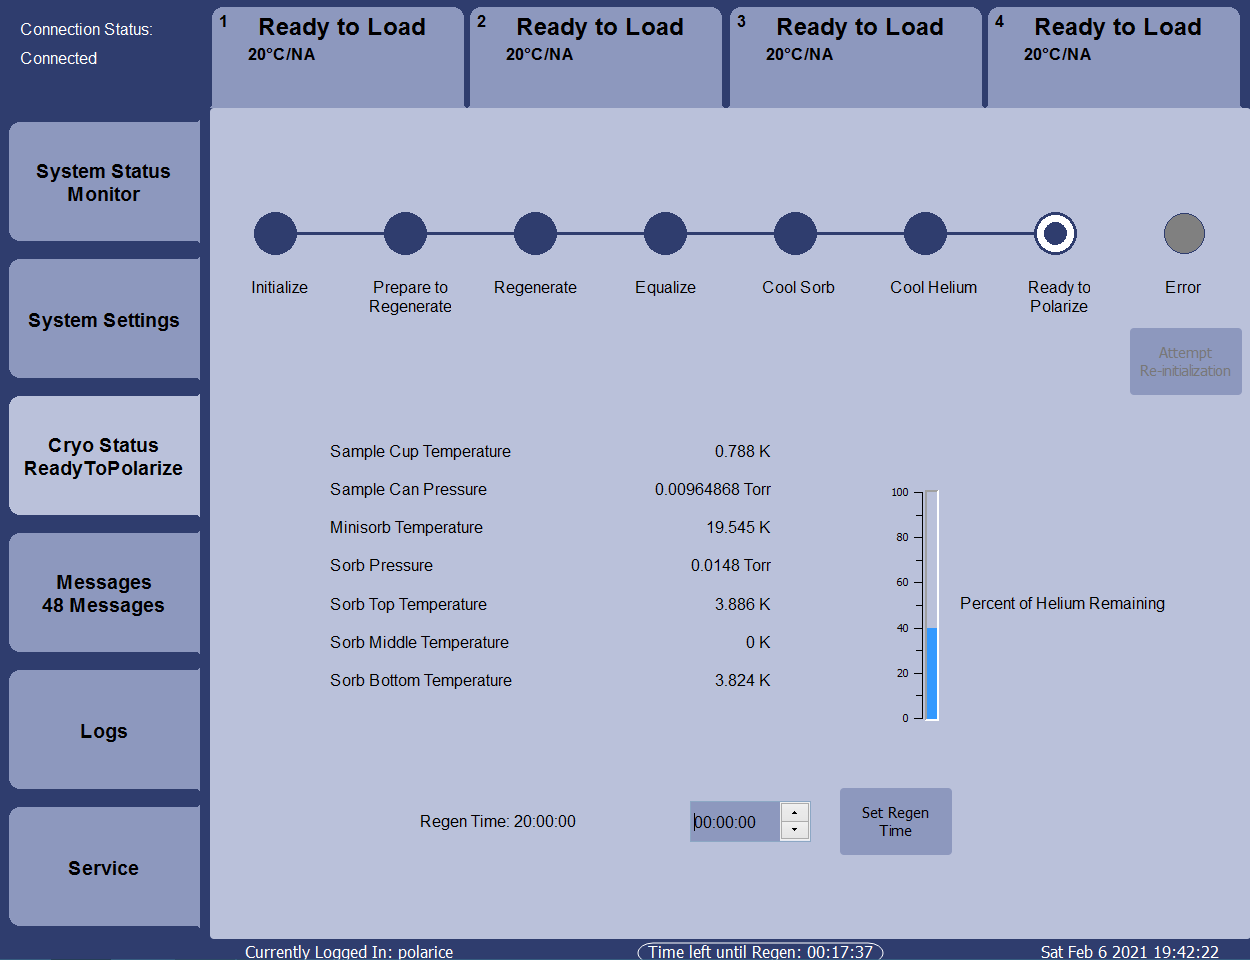 Connection Status:
Connected
1 Ready to Load
20°C/NA
2 Ready to Load
20°C/NA
3 Ready to Load
20°C/NA
4 Ready to Load
20°C/NA
System Status
Monitor
System Settings
Cryo Status
ReadyToPolarize
Messages
48 Messages
Logs
Service
Initialize
Prepare to
Regenerate
Regenerate
Equalize
Cool Sorb
Cool Helium
Ready to
Polarize
Error
Attempt
Re-initialization
Sample Cup Temperature 0.788 K
Sample Can Pressure 0.00964868 Torr
Minisorb Temperature 19.545 K
Sorb Pressure 0.0148 Torr
Sorb Top Temperature 3.886 K
Sorb Middle Temperature 0 K
Sorb Bottom Temperature 3.824 K
100
80
60
40
20
0
Percent of Helium Remaining
Regen Time: 20:00:00
00:00:00
Set Regen
Time
Currently Logged In: polarice
Time left until Regen: 00:17:37
Sat Feb 6 2021 19:42:22